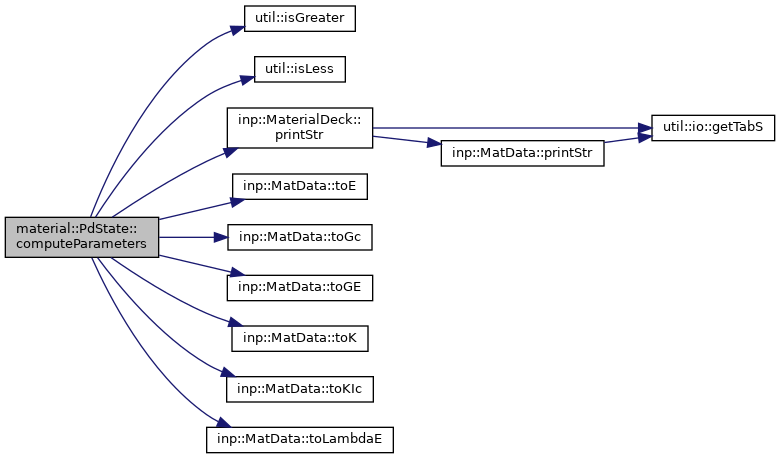 util::isGreater
util::isLess
inp::MaterialDeck::
printStr
util::io::getTabS
inp::MatData::printStr
inp::MatData::toE
material::PdState::
computeParameters
inp::MatData::toGc
inp::MatData::toGE
inp::MatData::toK
inp::MatData::toKIc
inp::MatData::toLambdaE